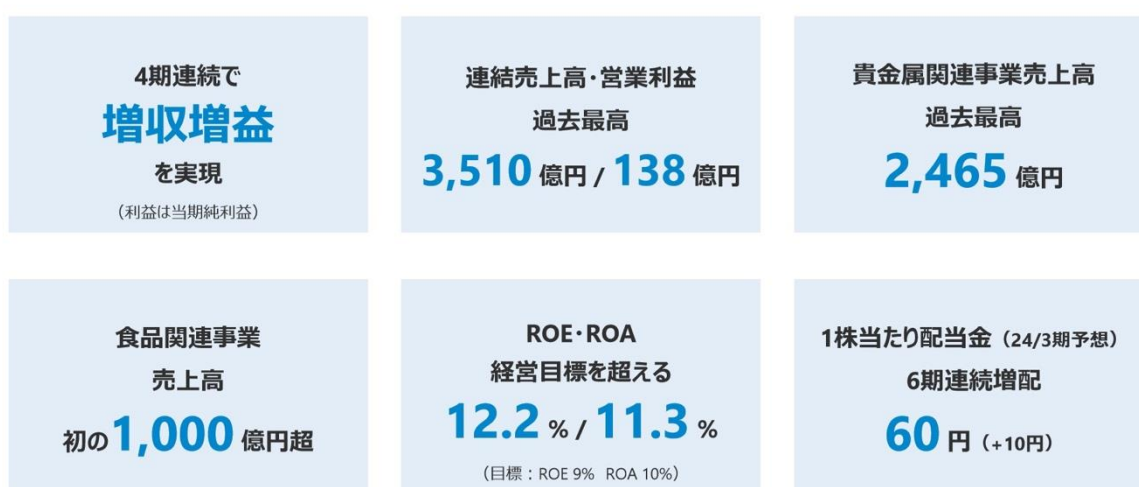 4期連続で
増収増益
を実現
（利益は当期純利益）
連結売上高・営業利益
過去最高
3,510 億円 / 138 億円
貴金属関連事業売上高
過去最高
2,465 億円
食品関連事業
売上高
初の1,000 億円超
ROE・ROA
経営目標を超える
12.2 % / 11.3 %
（目標：ROE 9% ROA 10%）
1株当たり配当金（24/3期予想）
6期連続増配
60 円（+10円）